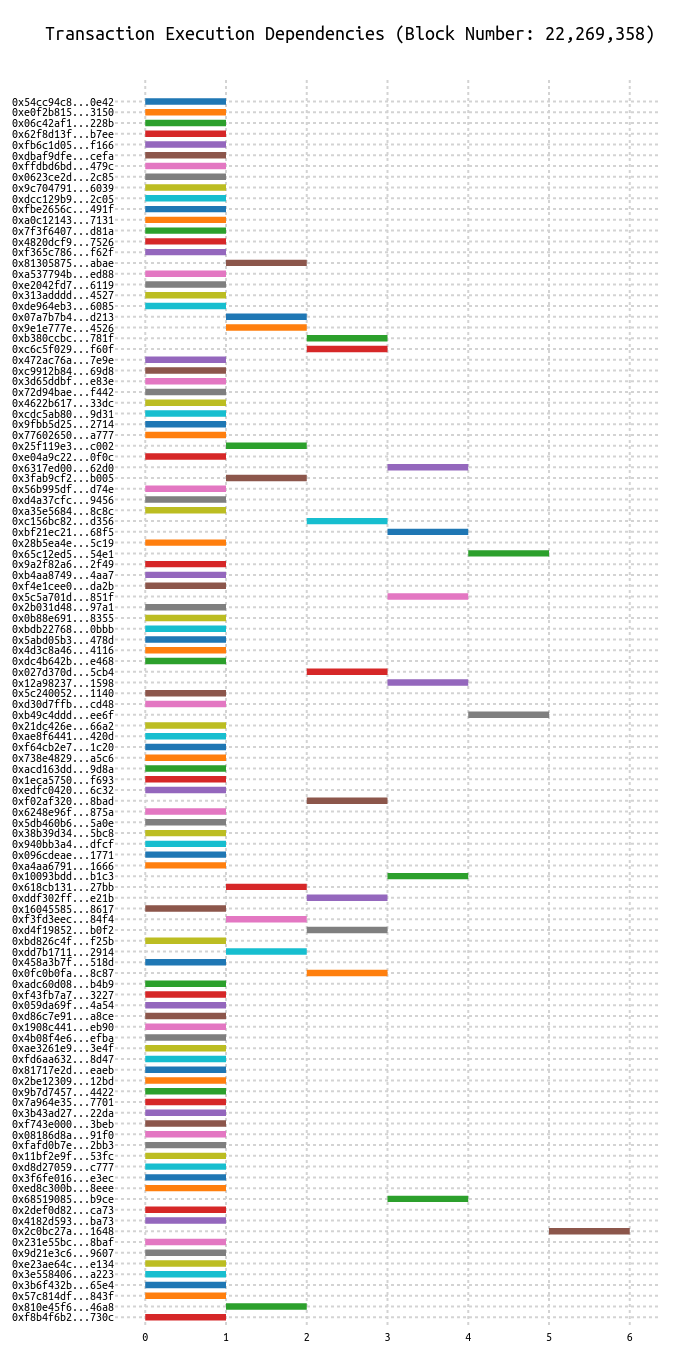 Transaction Execution Dependencies (Block Number: 22,269,358)
0x54cc94c8...0e42
0xe0f2b815...3150
0x06c42af1...228b
0x62f8d13f...b7ee
0xfb6c1d05...f166
0xdbaf9dfe...cefa
0xffdbd6bd...479c
0x0623ce2d...2c85
0x9c704791...6039
0xdcc129b9...2c05
0xfbe2656c...491f
0xa0c12143...7131
0x7f3f6407...d81a
0x4820dcf9...7526
0xf365c786...f62f
0x81305875...abae
0xa537794b...ed88
0xe2042fd7...6119
0x313adddd...4527
0xde964eb3...6085
0x07a7b7b4...d213
0x9e1e777e...4526
0xb380ccbc...781f
0xc6c5f029...f60f
0x472ac76a...7e9e
0xc9912b84...69d8
0x3d65ddbf...e83e
0x72d94bae...f442
0x4622b617...33dc
0xcdc5ab80...9d31
0x9fbb5d25...2714
0x77602650...a777
0x25f119e3...c002
0xe04a9c22...0f0c
0x6317ed00...62d0
0x3fab9cf2...b005
0x56b995df...d74e
0xd4a37cfc...9456
0xa35e5684...8c8c
0xc156bc82...d356
0xbf21ec21...68f5
0x28b5ea4e...5c19
0x65c12ed5...54e1
0x9a2f82a6...2f49
0xb4aa8749...4aa7
0xf4e1cee0...da2b
0x5c5a701d...851f
0x2b031d48...97a1
0x0b88e691...8355
0xbdb22768...0bbb
0x5abd05b3...478d
0x4d3c8a46...4116
0xdc4b642b...e468
0x027d370d...5cb4
0x12a98237...1598
0x5c240052...1140
0xd30d7ffb...cd48
0xb49c4ddd...ee6f
0x21dc426e...66a2
0xae8f6441...420d
0xf64cb2e7...1c20
0x738e4829...a5c6
0xacd163dd...9d8a
0x1eca5750...f693
0xedfc0420...6c32
0xf02af320...8bad
0x6248e96f...875a
0x5db460b6...5a0e
0x38b39d34...5bc8
0x940bb3a4...dfcf
0x096cdeae...1771
0xa4aa6791...1666
0x10093bdd...b1c3
0x618cb131...27bb
0xddf302ff...e21b
0x16045585...8617
0xf3fd3eec...84f4
0xd4f19852...b0f2
0xbd826c4f...f25b
0xdd7b1711...2914
0x458a3b7f...518d
0x0fc0b0fa...8c87
0xadc60d08...b4b9
0xf43fb7a7...3227
0x059da69f...4a54
0xd86c7e91...a8ce
0x1908c441...eb90
0x4b08f4e6...efba
0xae3261e9...3e4f
0xfd6aa632...8d47
0x81717e2d...eaeb
0x2be12309...12bd
0x9b7d7457...4422
0x7a964e35...7701
0x3b43ad27...22da
0xf743e000...3beb
0x08186d8a...91f0
0xfafd0b7e...2bb3
0x11bf2e9f...53fc
0xd8d27059...c777
0x3f6fe016...e3ec
0xed8c300b...8eee
0x68519085...b9ce
0x2def0d82...ca73
0x4182d593...ba73
0x2c0bc27a...1648
0x231e55bc...8baf
0x9d21e3c6...9607
0xe23ae64c...e134
0x3e558406...a223
0x3b6f432b...65e4
0x57c814df...843f
0x810e45f6...46a8
0xf8b4f6b2...730c
0 1 2 3 4 5 6